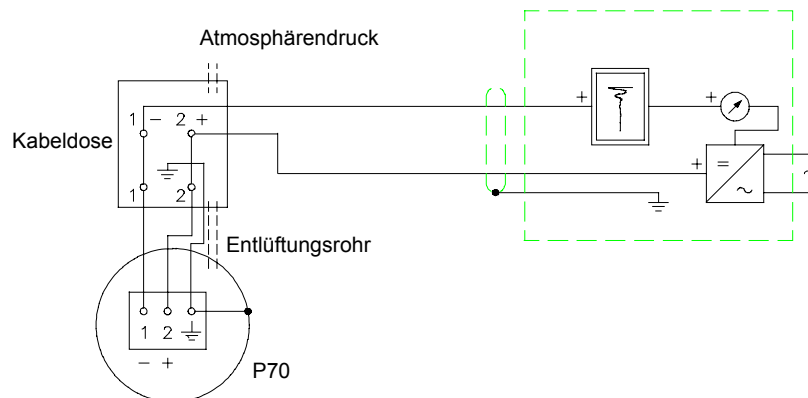 Atmosphärendruck
1 - 2 +
+
+
Kabeldose
+
=
~
~
1 2
Entlüftungsrohr
1 2
- +
P70